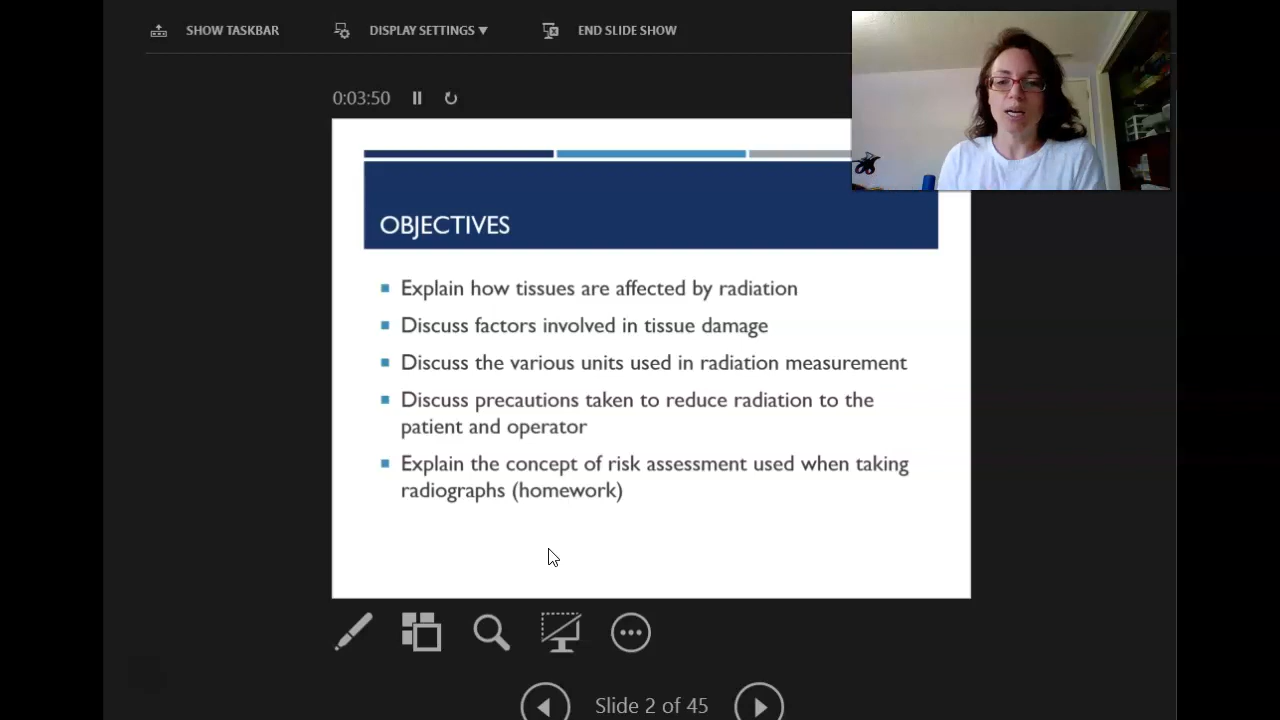 SHOW TASKBAR
DISPLAY SETTINGS ▼
END SLIDE SHOW
0:03:50
OBJECTIVES
Explain how tissues are affected by radiation
Discuss factors involved in tissue damage
Discuss the various units used in radiation measurement
Discuss precautions taken to reduce radiation to the
patient and operator
Explain the concept of risk assessment used when taking
radiographs (homework)
Slide 2 of 45